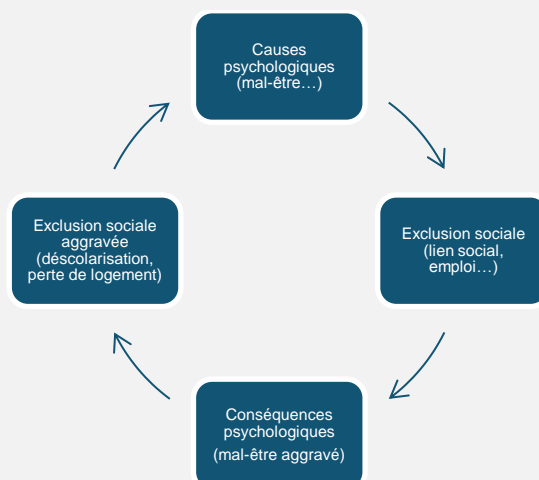 Causes
psychologiques
(mal-être…)
Exclusion sociale
(lien social,
emploi…)
Conséquences
psychologiques
(mal-être aggravé)
Exclusion sociale
aggravée
(déscolarisation,
perte de logement)